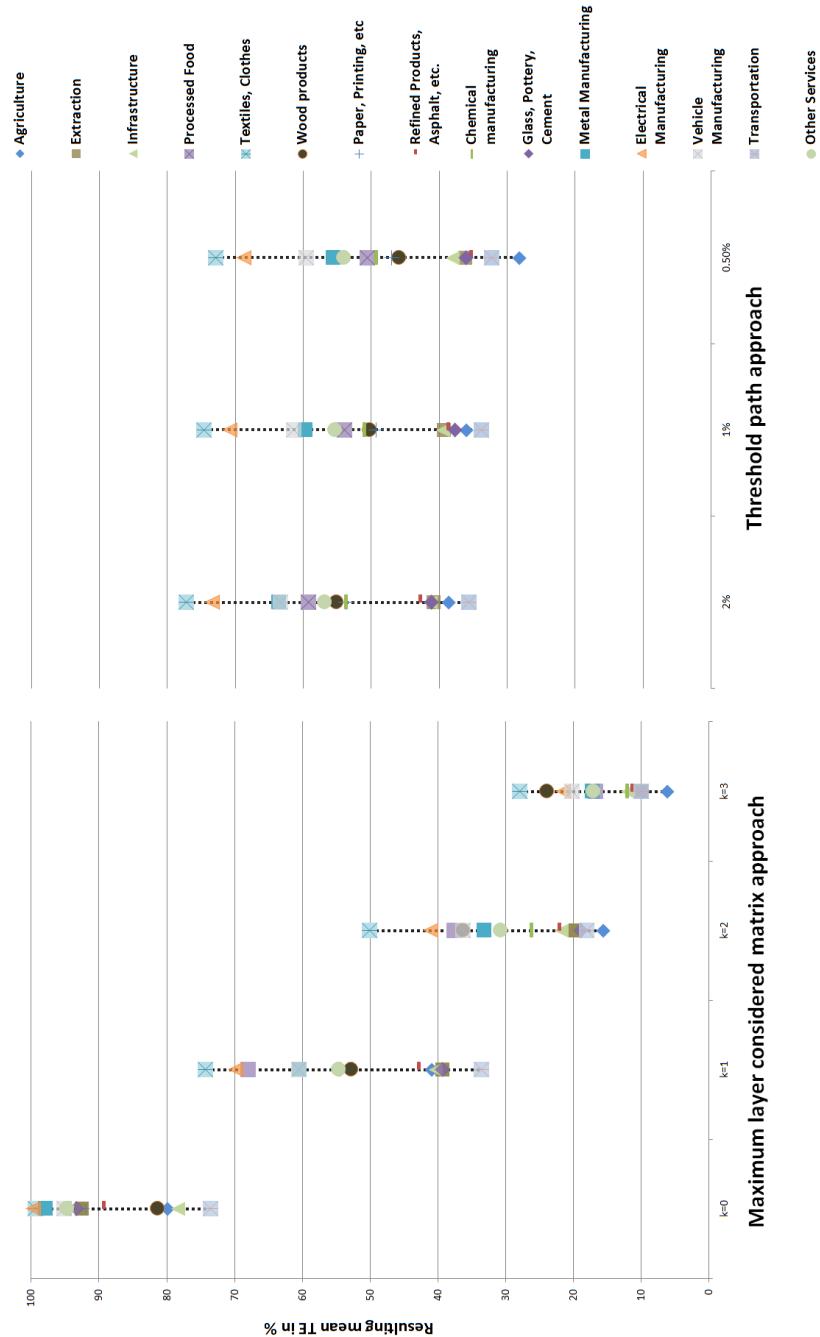 Resulting mean TE in %
100
90
80
70
60
50
40
30
20
10
0
k=0
k=1
k=2
k=3
Maximum layer considered matrix approach
2%
1%
0.50%
Threshold path approach
Agriculture
Extraction
Infrastructure
Processed Food
Textiles, Clothes
Wood products
Paper, Printing, etc
Refined Products,
Asphalt, etc.
Chemical
manufacturing
Glass, Pottery,
Cement
Metal Manufacturing
Electrical
Manufacturing
Vehicle
Manufacturing
Transportation
Other Services